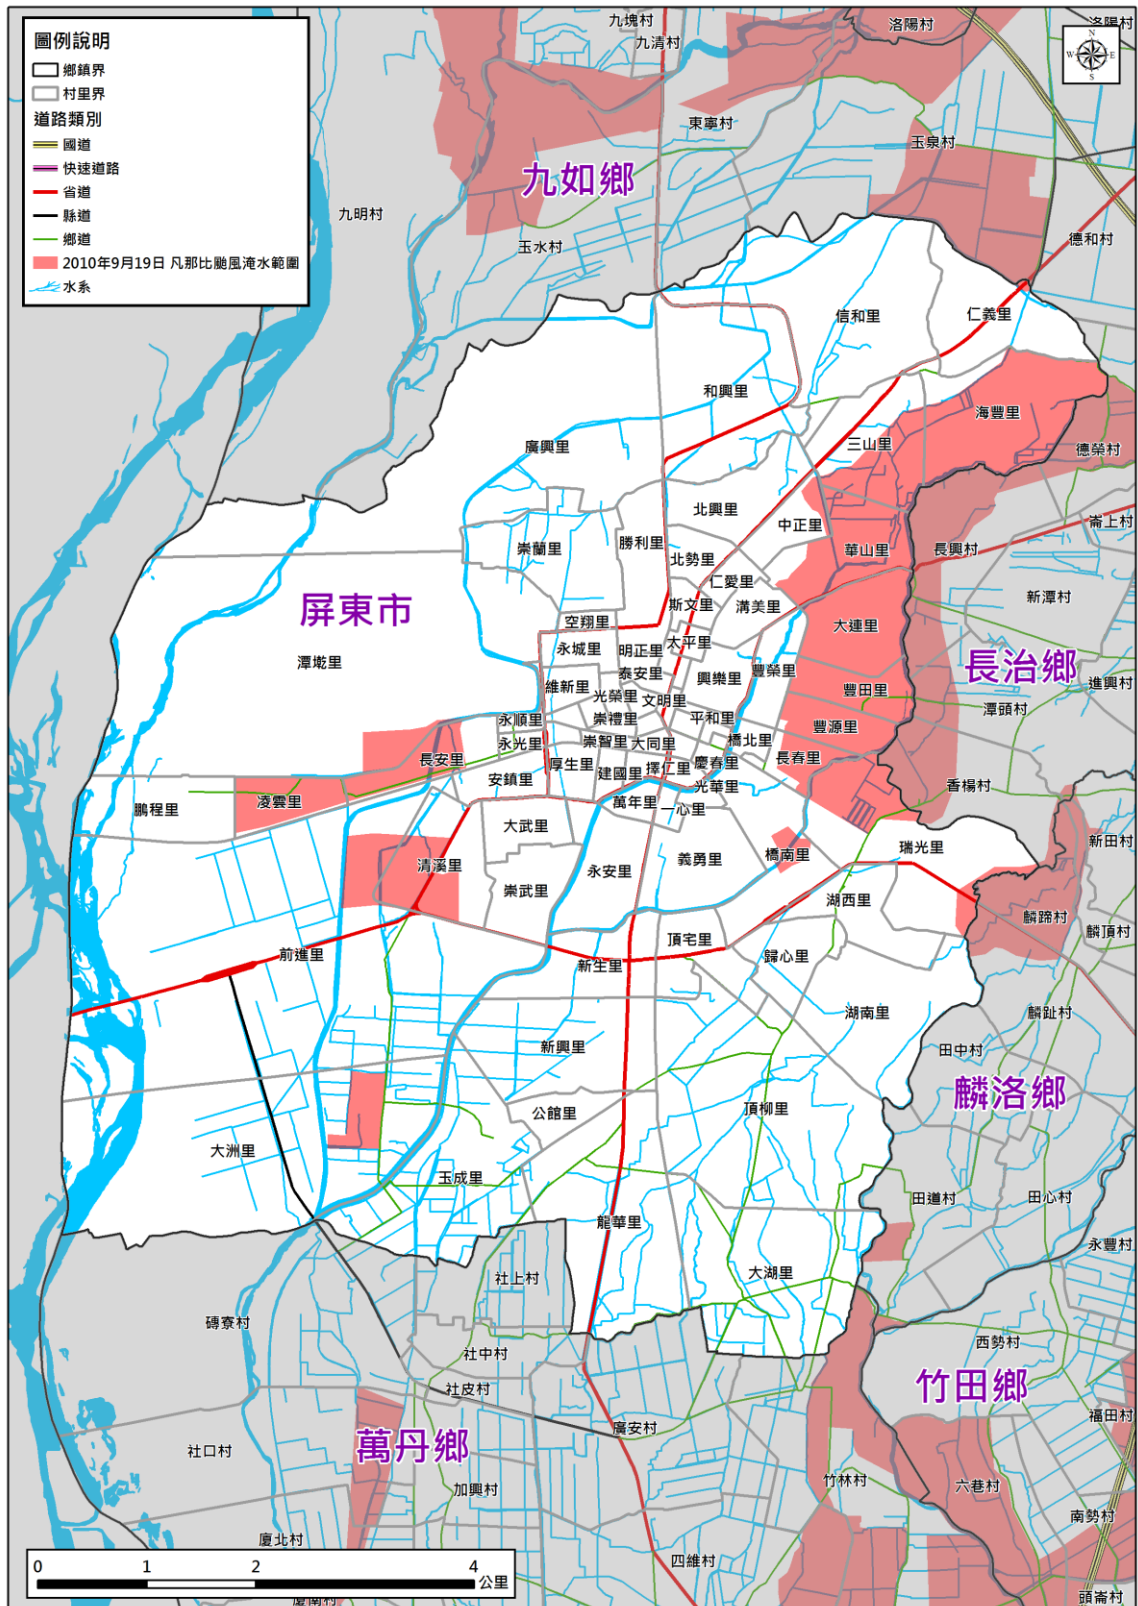 圖例說明
鄉鎮界
村里界
道路類別
國道
快速道路
省道
縣道
鄉道
2010年9月19日 凡那比颱風淹水範圍
水系
N
W E
S
九塊村
九清村
洛陽村
洛陽村
東寧村
玉泉村
九如鄉
九明村
玉水村
德和村
信和里
仁義里
和興里
海豐里
廣興里
三山里
德榮村
北興里
中正里
崙上村
崇蘭里
勝利里
北勢里
華山里
長興村
仁愛里
斯文里
溝美里
新潭村
屏東市
空翔里
大連里
永城里
明正里
太平里
潭墘里
泰安里
興樂里
豐榮里
長治鄉
維新里
光榮里
文明里
豐田里
進興村
永順里
崇禮里
平和里
豐源里
潭頭村
永光里
崇智里
大同里
橋北里
長安里
厚生里
建國里
擇仁里
慶春里
長春里
安鎮里
光華里
香楊村
鵬程里
凌雲里
萬年里
一心里
大武里
新田村
清溪里
義勇里
橋南里
瑞光里
崇武里
永安里
湖西里
麟蹄村
頂宅里
麟頂村
前進里
新生里
歸心里
湖南里
麟趾村
新興里
田中村
麟洛鄉
公館里
頂柳里
大洲里
玉成里
田道村
田心村
龍華里
永豐村
社上村
大湖里
磚寮村
社中村
西勢村
社皮村
竹田鄉
萬丹鄉
廣安村
福田村
社口村
加興村
竹林村
六巷村
南勢村
廈北村
四維村
頭崙村
廈南村
0 1 2 4
公里